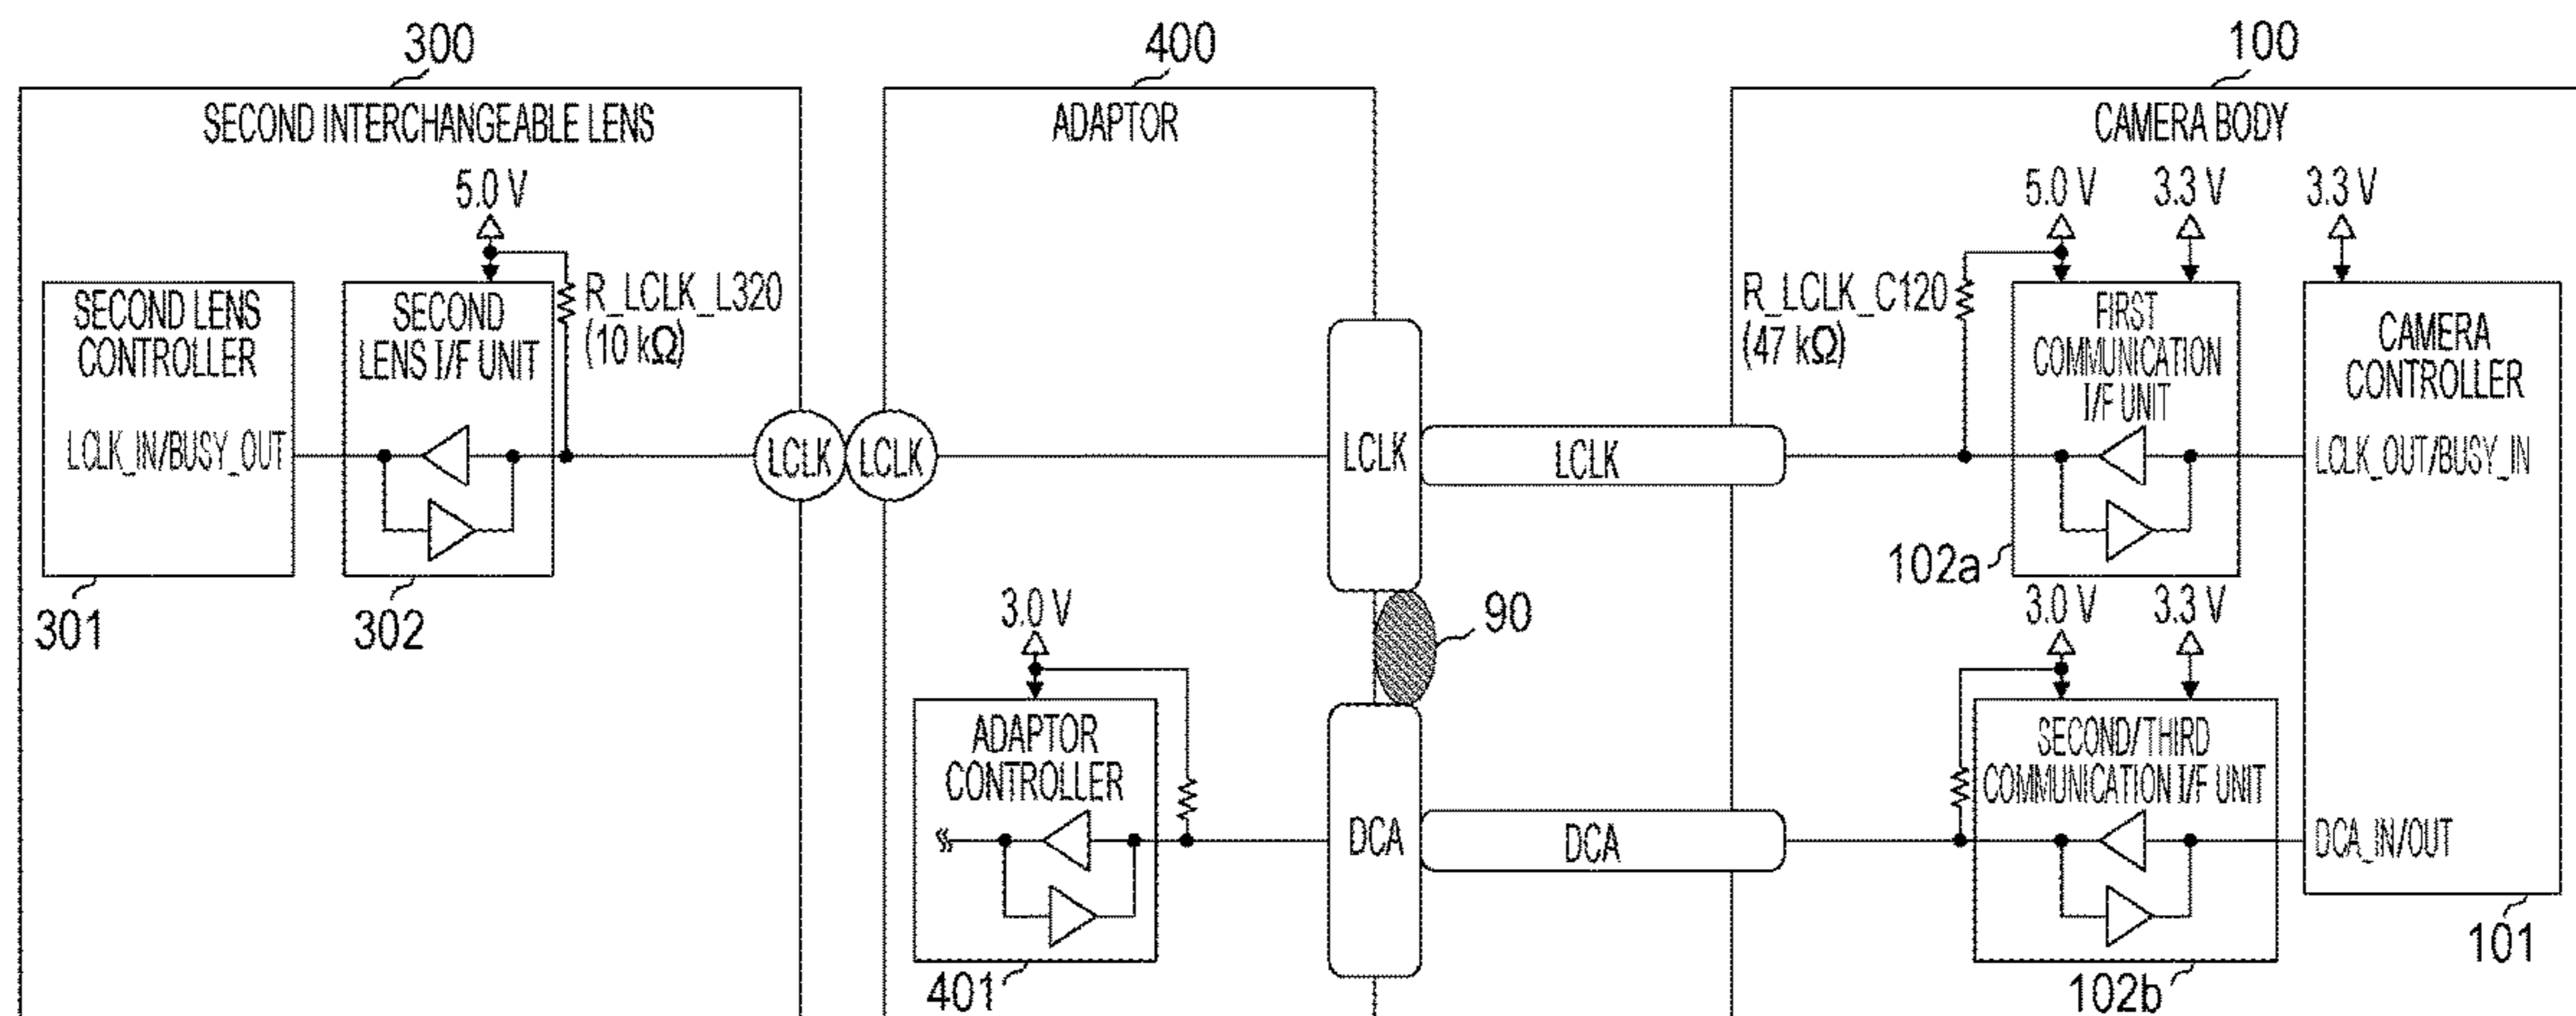 300
400
100
SECOND INTERCHANGEABLE LENS
ADAPTOR
CAMERA BODY
5.0 V
5.0 V
3.3 V
3.3 V
SECOND LENS
CONTROLLER
LCLK_IN/BUSY_OUT
SECOND
LENS I/F UNIT
R_LCLK_L320
(10 kΩ)
R_LCLK_C120
(47 kΩ)
FIRST
COMMUNICATION
I/F UNIT
CAMERA
CONTROLLER
LCLK_OUT/BUSY_IN
LCLK
LCLK
LCLK
LCLK
301
302
102a
90
3.0 V
3.0 V
3.3 V
ADAPTOR
CONTROLLER
SECOND/THIRD
COMMUNICATION I/F UNIT
DCA
DCA
DCA_IN/OUT
401
102b
101